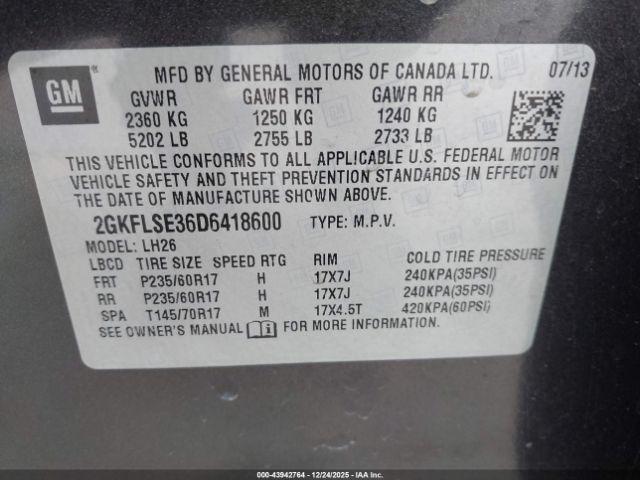 GM
MFD BY GENERAL MOTORS OF CANADA LTD. 07/13
GVWR GAWR FRT GAWR RR
2360 KG 1250 KG 1240 KG
5202 LB 2755 LB 2733 LB
THIS VEHICLE CONFORMS TO ALL APPLICABLE U.S. FEDERAL MOTOR
VEHICLE SAFETY AND THEFT PREVENTION STANDARDS IN EFFECT ON
THE DATE OF MANUFACTURE SHOWN ABOVE.
2GKFLSE36D6418600 TYPE: M.P.V.
MODEL: LH26
LBCD TIRE SIZE SPEED RTG RIM COLD TIRE PRESSURE
FRT P235/60R17 H 17X7J 240KPA(35PSI)
RR P235/60R17 H 17X7J 240KPA(35PSI)
SPA T145/70R17 M 17X4.5T 420KPA(60PSI)
SEE OWNER'S MANUAL FOR MORE INFORMATION.
000-43942764 - 12/24/2025 - IAAI.CA